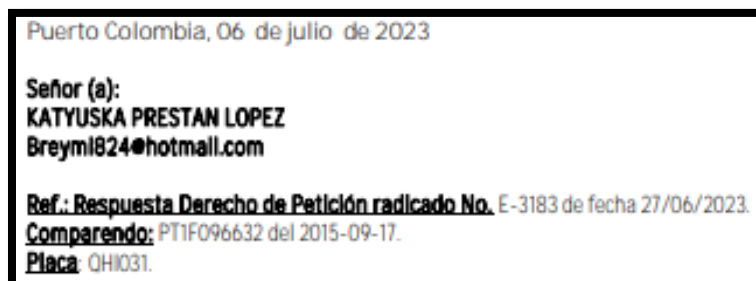 Puerto Colombia, 06 de julio de 2023
Señor (a):
KATYUSKA PRESTAN LOPEZ
Breyml824@hotmail.com
Ref.: Respuesta Derecho de Petición radicado No. E-3183 de fecha 27/06/2023.
Comparendo: PT1F096632 del 2015-09-17.
Placa: QHI031.